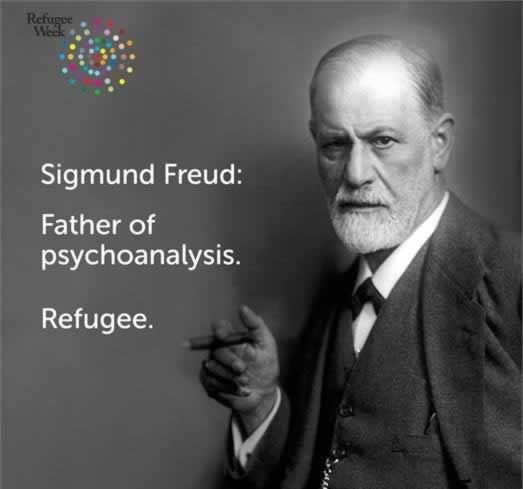 Refugee
Week
Sigmund Freud:
Father of
psychoanalysis.
Refugee.